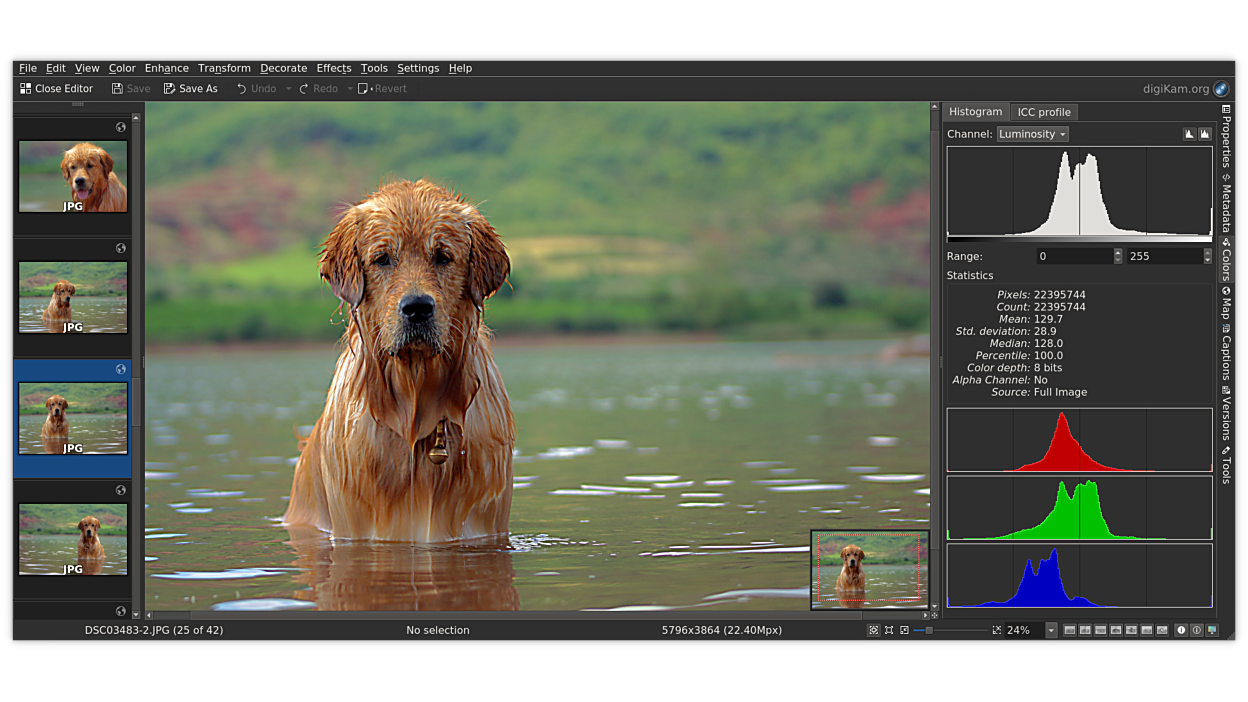 File Edit View Color Enhance Transform Decorate Effects Tools Settings Help
Close Editor Save Save As Undo Redo Revert digiKam.org
JPG
JPG
JPG
JPG
Histogram ICC profile
Channel: Luminosity
Range: 0 255
Statistics
Pixels: 22395744
Count: 22395744
Mean: 129.7
Std. deviation: 28.9
Median: 128.0
Percentile: 100.0
Color depth: 8 bits
Alpha Channel: No
Source: Full Image
Properties
Metadata
Colors
Map
Captions
Versions
Tools
DSC03483-2.JPG (25 of 42) No selection 5796x3864 (22.40Mpx) 24%